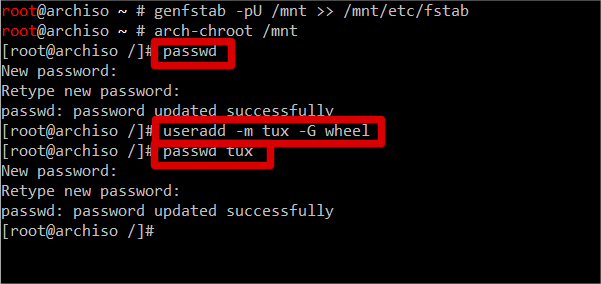 root@archiso ~ # genfstab -pU /mnt >> /mnt/etc/fstab
root@archiso ~ # arch-chroot /mnt
[root@archiso /]# passwd
New password:
Retype new password:
passwd: password updated successfully
[root@archiso /]# useradd -m tux -G wheel
[root@archiso /]# passwd tux
New password:
Retype new password:
passwd: password updated successfully
[root@archiso /]#